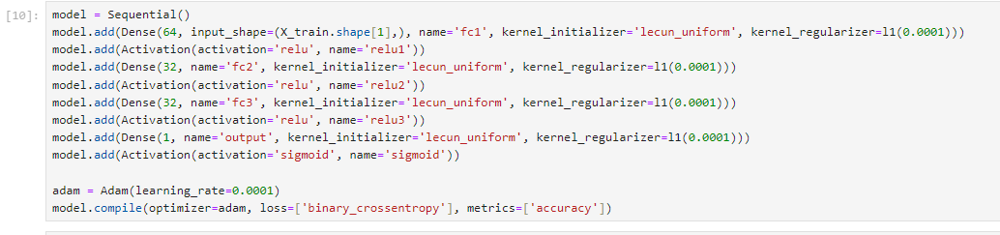 [10]:
model = Sequential()
model.add(Dense(64, input_shape=(X_train.shape[1],), name='fc1', kernel_initializer='lecun_uniform', kernel_regularizer=l1(0.0001)))
model.add(Activation(activation='relu', name='relu1'))
model.add(Dense(32, name='fc2', kernel_initializer='lecun_uniform', kernel_regularizer=l1(0.0001)))
model.add(Activation(activation='relu', name='relu2'))
model.add(Dense(32, name='fc3', kernel_initializer='lecun_uniform', kernel_regularizer=l1(0.0001)))
model.add(Activation(activation='relu', name='relu3'))
model.add(Dense(1, name='output', kernel_initializer='lecun_uniform', kernel_regularizer=l1(0.0001)))
model.add(Activation(activation='sigmoid', name='sigmoid'))
adam = Adam(learning_rate=0.0001)
model.compile(optimizer=adam, loss=['binary_crossentropy'], metrics=['accuracy'])